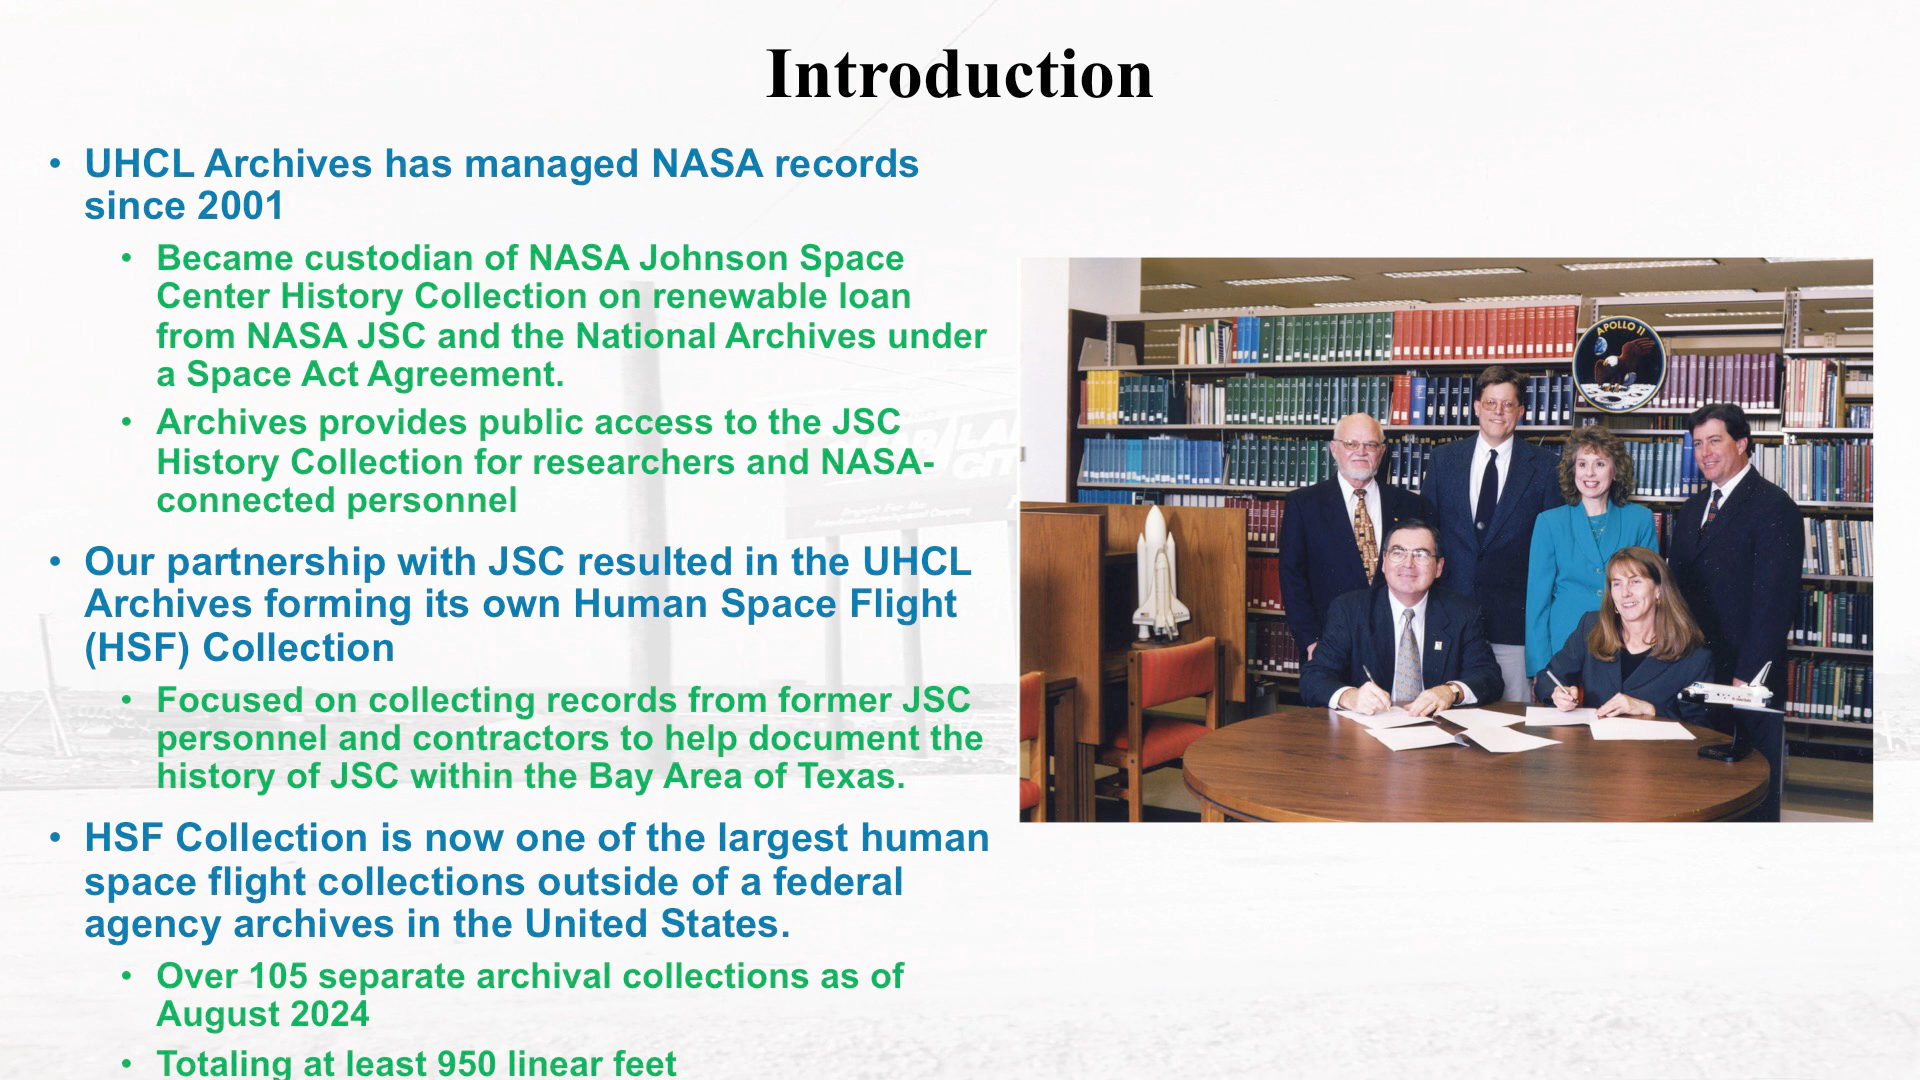 Introduction
• UHCL Archives has managed NASA records
since 2001
• Became custodian of NASA Johnson Space
Center History Collection on renewable loan
from NASA JSC and the National Archives under
a Space Act Agreement.
• Archives provides public access to the JSC
History Collection for researchers and NASA-
connected personnel
• Our partnership with JSC resulted in the UHCL
Archives forming its own Human Space Flight
(HSF) Collection
• Focused on collecting records from former JSC
personnel and contractors to help document the
history of JSC within the Bay Area of Texas.
• HSF Collection is now one of the largest human
space flight collections outside of a federal
agency archives in the United States.
• Over 105 separate archival collections as of
August 2024
• Totaling at least 950 linear feet
APOLLO 11